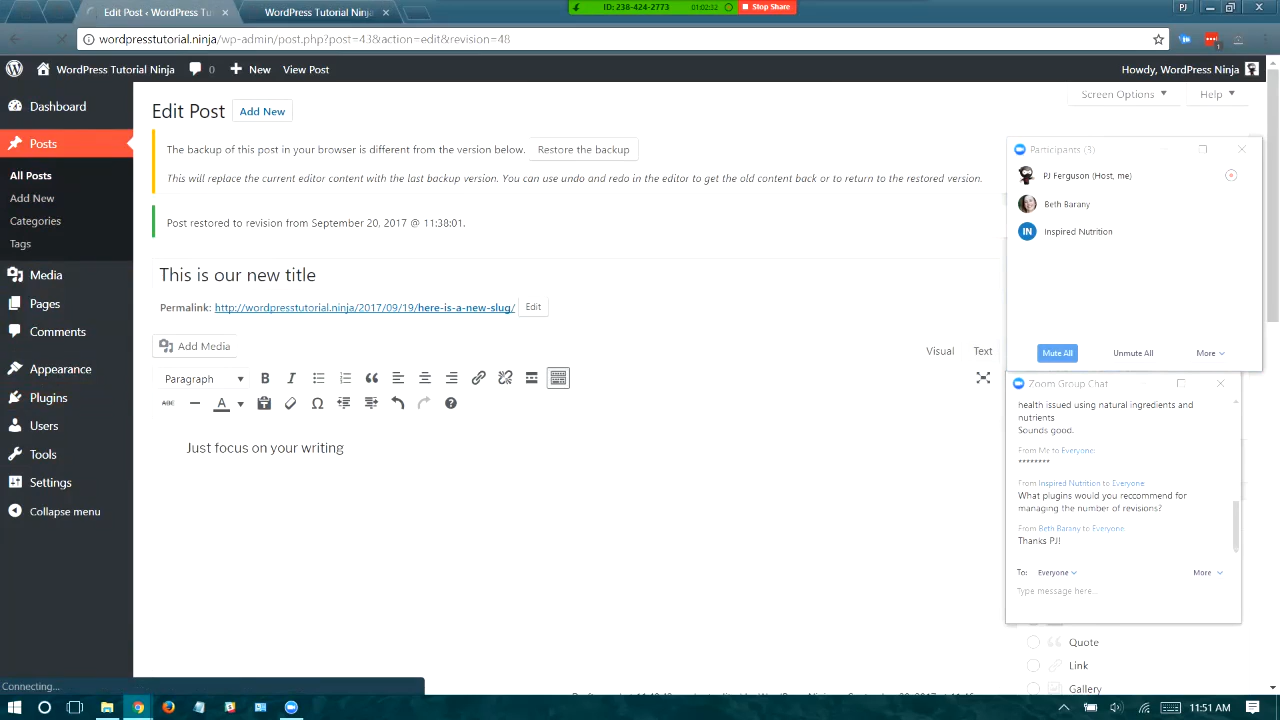 Edit Post ‹ WordPress Tu
WordPress Tutorial Ninja
ID: 238-424-2773
01:02:32
Stop Share
PJ
wordpresstutorial.ninja/wp-admin/post.php?post=43&action=edit&revision=48
WordPress Tutorial Ninja
0
New
View Post
Howdy, WordPress Ninja
Dashboard
Posts
All Posts
Add New
Categories
Tags
Media
Pages
Comments
Appearance
Plugins
Users
Tools
Settings
Collapse menu
Screen Options
Help
Edit Post
Add New
The backup of this post in your browser is different from the version below.
Restore the backup
This will replace the current editor content with the last backup version. You can use undo and redo in the editor to get the old content back or to return to the restored version.
Post restored to revision from September 20, 2017 @ 11:38:01.
This is our new title
Permalink: http://wordpresstutorial.ninja/2017/09/19/here-is-a-new-slug/
Edit
Add Media
Visual
Text
Paragraph
B I
ABC
A
Just focus on your writing
Participants (3)
PJ Ferguson (Host, me)
Beth Barany
IN
Inspired Nutrition
Mute All
Unmute All
More
Zoom Group Chat
health issued using natural ingredients and
nutrients
Sounds good.
From Me to Everyone:
********
From Inspired Nutrition to Everyone:
What plugins would you reccommend for
managing the number of revisions?
From Beth Barany to Everyone:
Thanks PJ!
To:
Everyone
More
Type message here...
Quote
Link
Gallery
Connecting...
11:51 AM